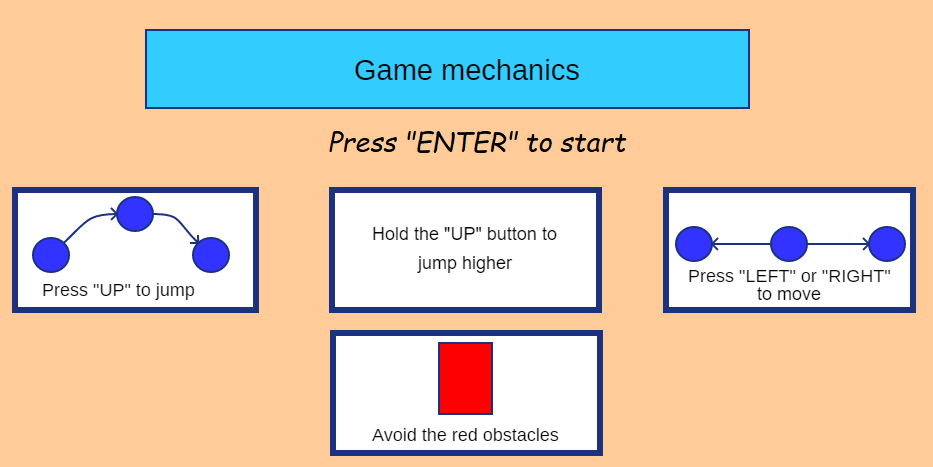 Game mechanics
Press "ENTER" to start
Press "UP" to jump
Hold the "UP" button to
jump higher
Press "LEFT" or "RIGHT"
to move
Avoid the red obstacles